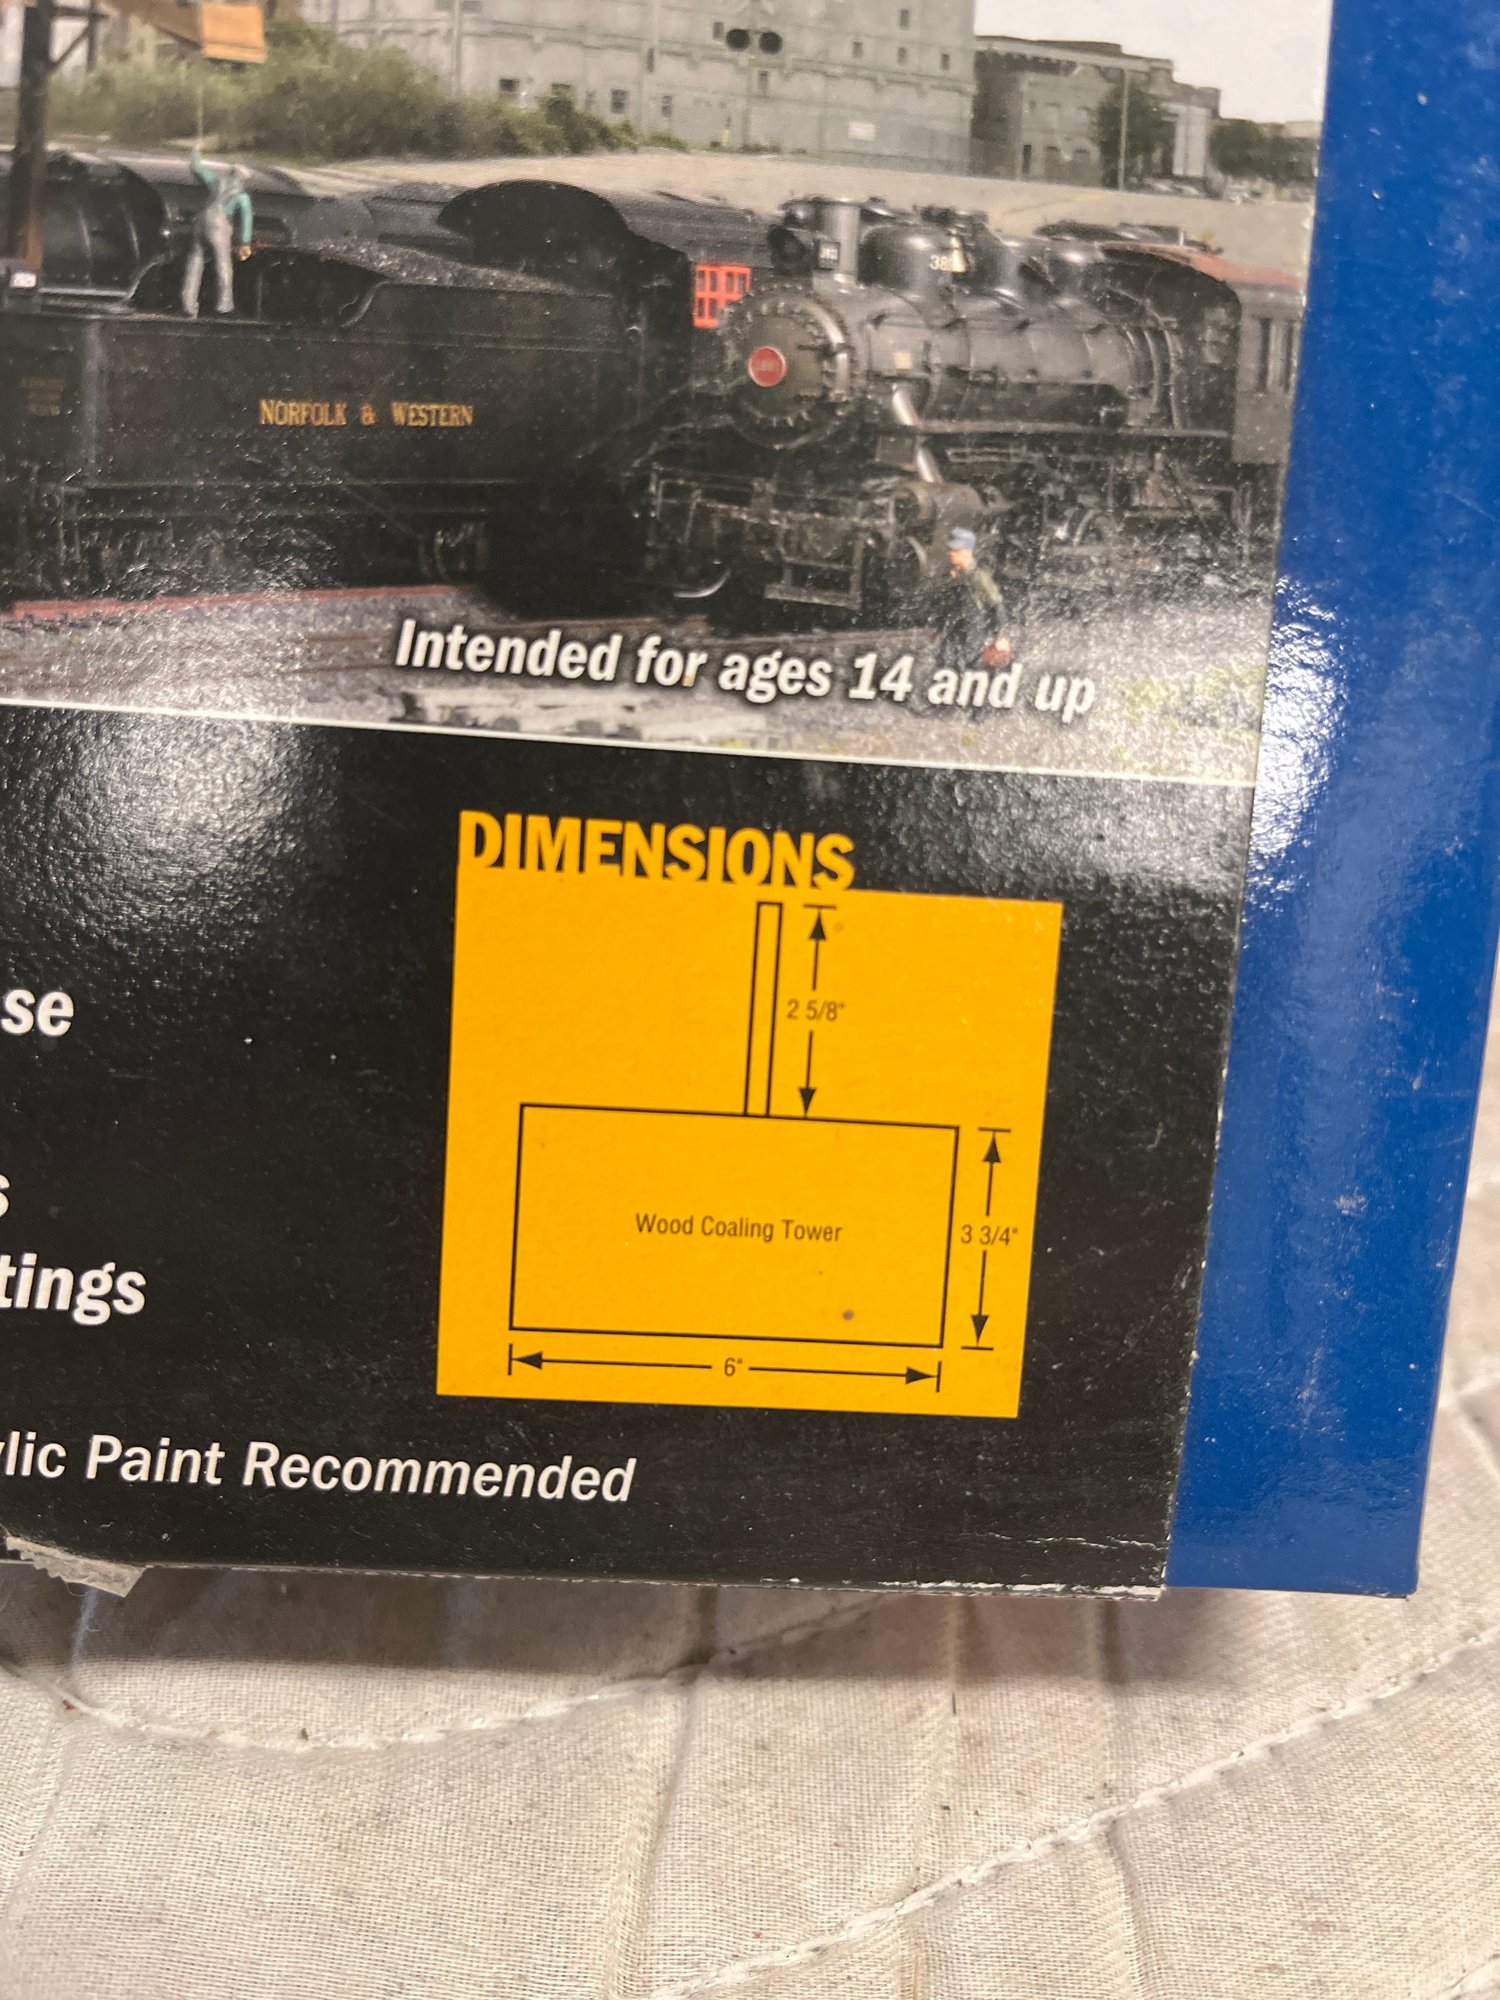 38
NORFOLK & WESTERN
Intended for ages 14 and up
DIMENSIONS
2 5/8"
se
Wood Coaling Tower
3 3/4"
s
tings
6"
ylic Paint Recommended